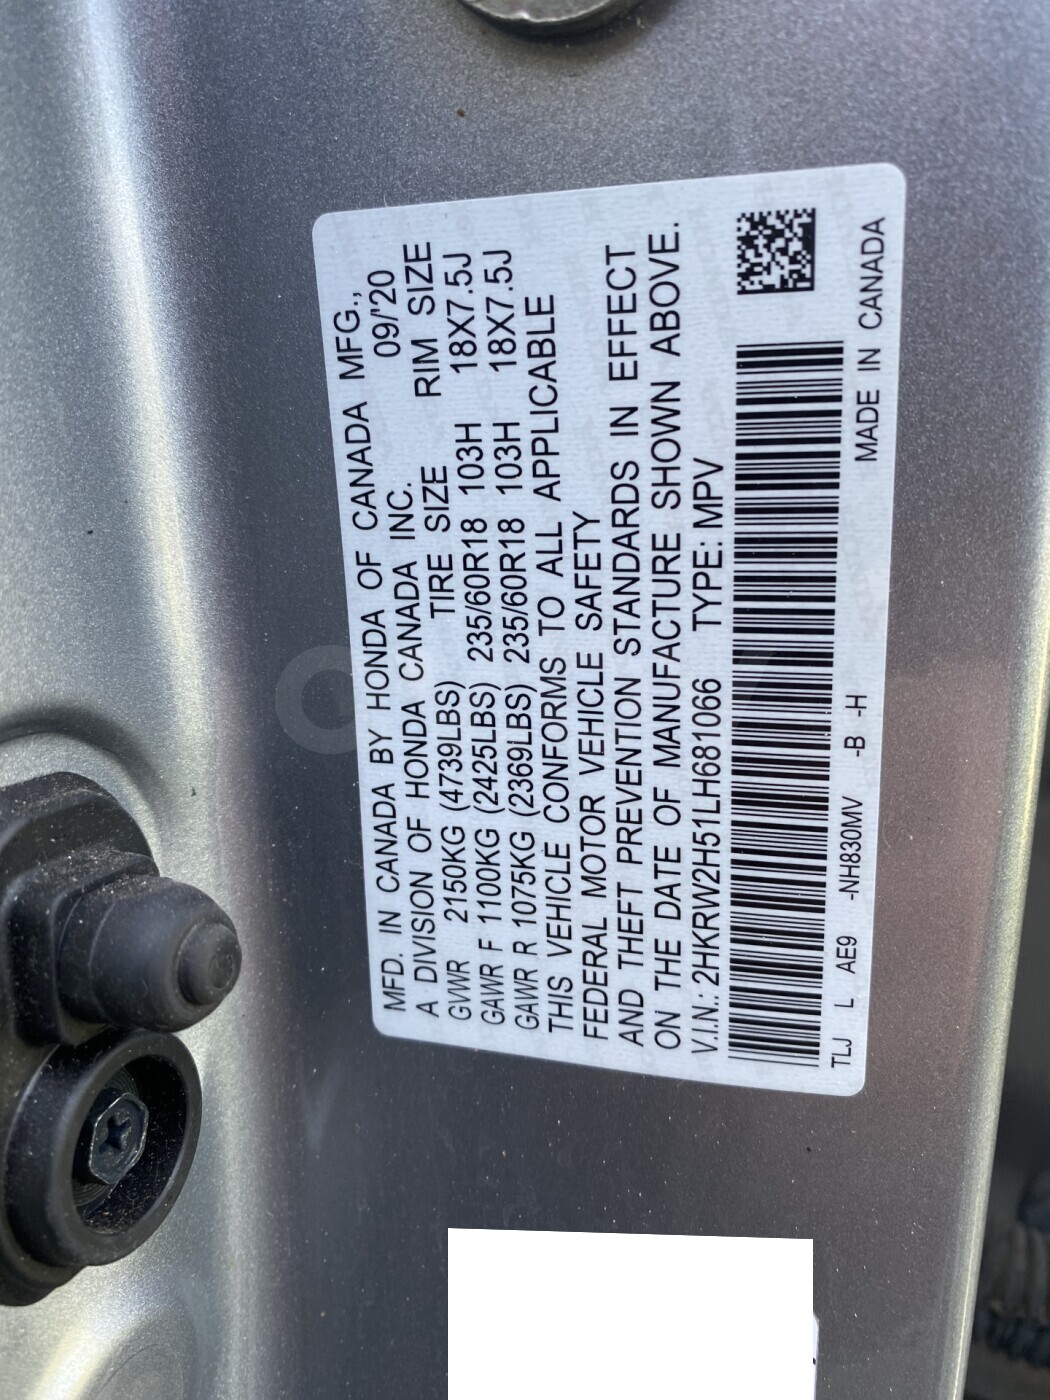 MFD. IN CANADA BY HONDA OF CANADA MFG.,
A DIVISION OF HONDA CANADA INC. 09/'20
GVWR 2150KG (4739LBS) TIRE SIZE RIM SIZE
GAWR F 1100KG (2425LBS) 235/60R18 103H 18X7.5J
GAWR R 1075KG (2369LBS) 235/60R18 103H 18X7.5J
THIS VEHICLE CONFORMS TO ALL APPLICABLE
FEDERAL MOTOR VEHICLE SAFETY
AND THEFT PREVENTION STANDARDS IN EFFECT
ON THE DATE OF MANUFACTURE SHOWN ABOVE.
V.I.N.: 2HKRW2H51LH681066 TYPE: MPV
TLJ L AE9 -NH830MV -B -H
MADE IN CANADA